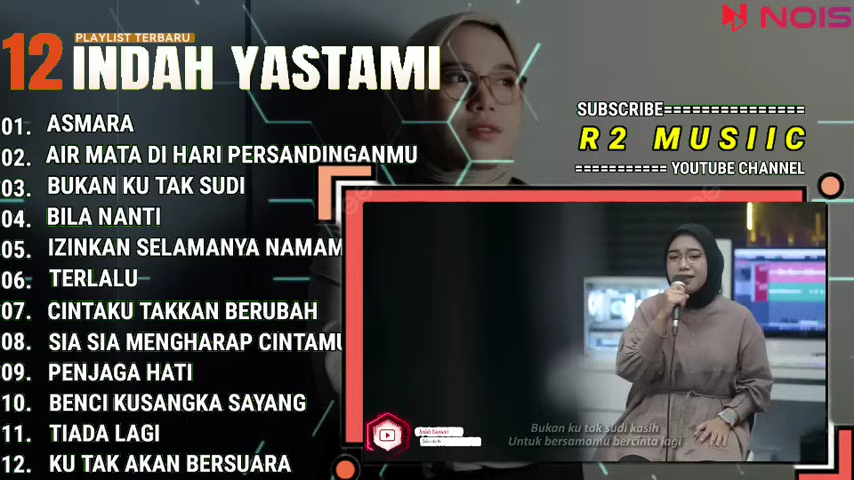 NOIS
PLAYLIST TERBARU
12 INDAH YASTAMI
01. ASMARA
02. AIR MATA DI HARI PERSANDINGANMU
03. BUKAN KU TAK SUDI
04. BILA NANTI
05. IZINKAN SELAMANYA NAMAM
06. TERLALU
07. CINTAKU TAKKAN BERUBAH
08. SIA SIA MENGHARAP CINTAMU
09. PENJAGA HATI
10. BENCI KUSANGKA SAYANG
11. TIADA LAGI
12. KU TAK AKAN BERSUARA
SUBSCRIBE===============
R2 MUSIIC
=========== YOUTUBE CHANNEL
Indah Yastami
Bukan ku tak sudi kasih
Untuk bersamamu bercinta lagi